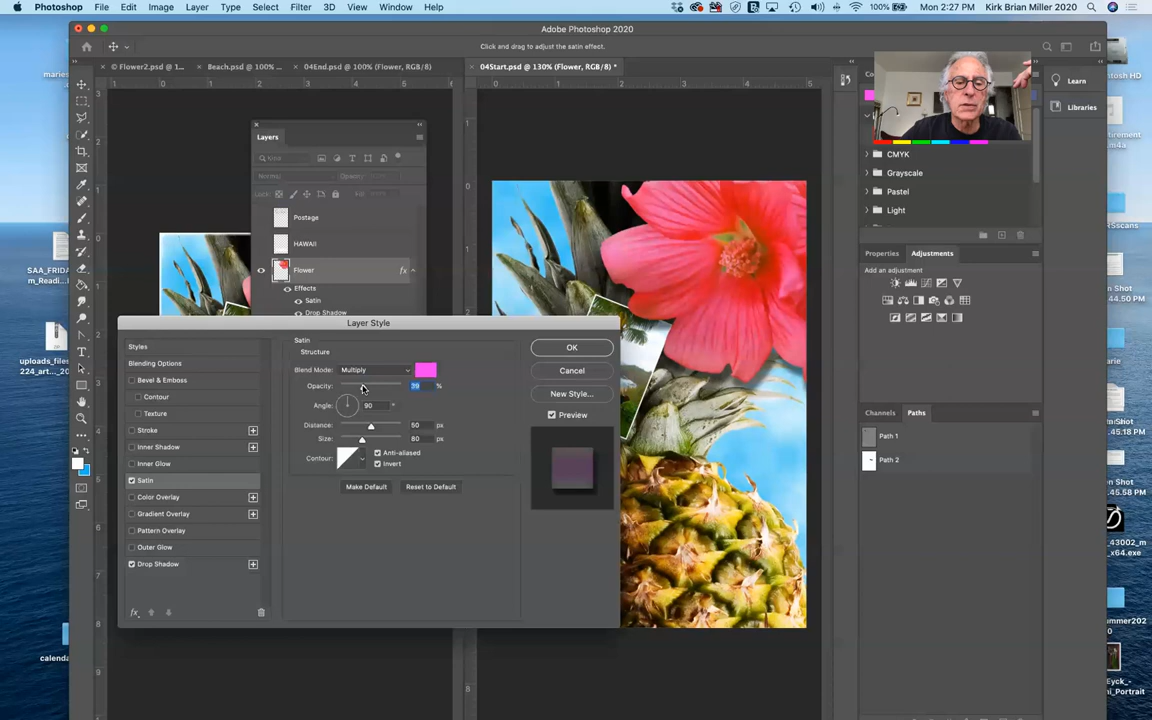 Photoshop File Edit Image Layer Type Select Filter 3D View Window Help
100% Mon 2:27 PM Kirk Brian Miller 2020
Adobe Photoshop 2020
Click and drag to adjust the satin effect.
© Flower2.psd @ 1...
Beach.psd @ 100% ...
04End.psd @ 100% (Flower, RGB/8)
04Start.psd @ 130% (Flower, RGB/8) *
Layers
Kind
Normal
Opacity:
Lock:
Postage
HAWAII
Flower
fx
Effects
Satin
Drop Shadow
Layer Style
Styles
Blending Options
Bevel & Emboss
Contour
Texture
Stroke
Inner Shadow
Inner Glow
Satin
Color Overlay
Gradient Overlay
Pattern Overlay
Outer Glow
Drop Shadow
fx
Satin
Structure
Blend Mode: Multiply
Opacity: 39 %
Angle: 90 °
Distance: 50 px
Size: 80 px
Contour:
Anti-aliased
Invert
Make Default
Reset to Default
OK
Cancel
New Style...
Preview
CMYK
Grayscale
Pastel
Light
Properties
Adjustments
Add an adjustment
Channels
Paths
Path 1
Path 2
Learn
Libraries
SAA_FRIDA
uploads_files
calenda